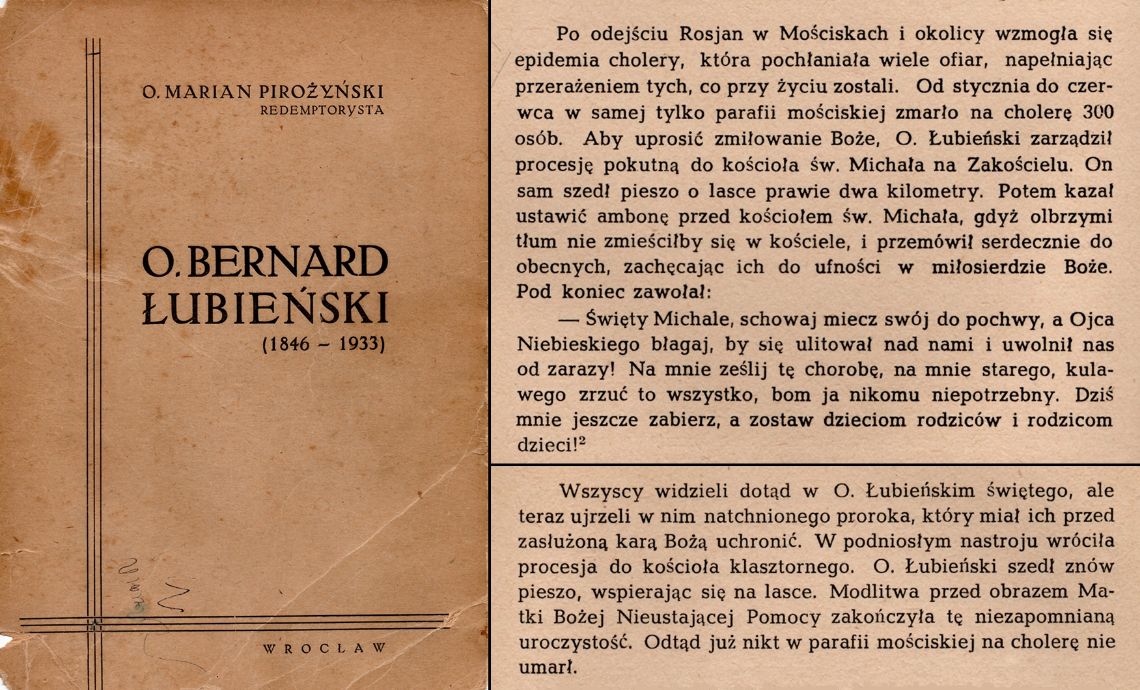 O. MARIAN PIROŻYŃSKI
REDEMPTORYSTA
O. BERNARD
ŁUBIEŃSKI
(1846 – 1933)
WROCŁAW
Po odejściu Rosjan w Mościskach i okolicy wzmogła się
epidemia cholery, która pochłaniała wiele ofiar, napełniając
przerażeniem tych, co przy życiu zostali. Od stycznia do czer-
wca w samej tylko parafii mościskiej zmarło na cholerę 300
osób. Aby uprosić zmiłowanie Boże, O. Łubieński zarządził
procesję pokutną do kościoła św. Michała na Zakościelu. On
sam szedł pieszo o lasce prawie dwa kilometry. Potem kazał
ustawić ambonę przed kościołem św. Michała, gdyż olbrzymi
tłum nie zmieściłby się w kościele, i przemówił serdecznie do
obecnych, zachęcając ich do ufności w miłosierdzie Boże.
Pod koniec zawołał:
— Święty Michale, schowaj miecz swój do pochwy, a Ojca
Niebieskiego błagaj, by się ulitował nad nami i uwolnił nas
od zarazy! Na mnie ześlij tę chorobę, na mnie starego, kula-
wego zrzuć to wszystko, bom ja nikomu niepotrzebny. Dziś
mnie jeszcze zabierz, a zostaw dzieciom rodziców i rodzicom
dzieci!²
Wszyscy widzieli dotąd w O. Łubieńskim świętego, ale
teraz ujrzeli w nim natchnionego proroka, który miał ich przed
zasłużoną karą Bożą uchronić. W podniosłym nastroju wróciła
procesja do kościoła klasztornego. O. Łubieński szedł znów
pieszo, wspierając się na lasce. Modlitwa przed obrazem Ma-
tki Bożej Nieustającej Pomocy zakończyła tę niezapomnianą
uroczystość. Odtąd już nikt w parafii mościskiej na cholerę nie
umarł.